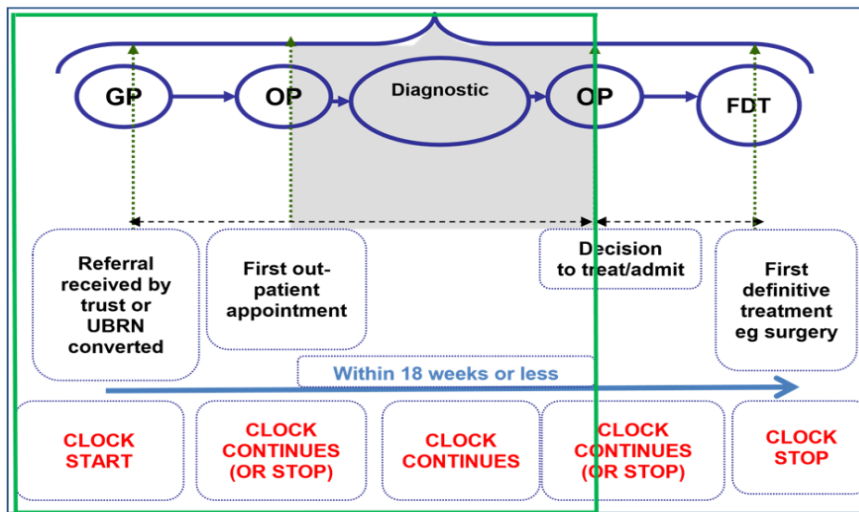 GP
OP
Diagnostic
OP
FDT
Referral
received by
trust or
UBRN
converted
First out-
patient
appointment
Decision
to treat/admit
First
definitive
treatment
eg surgery
Within 18 weeks or less
CLOCK
START
CLOCK
CONTINUES
(OR STOP)
CLOCK
CONTINUES
CLOCK
CONTINUES
(OR STOP)
CLOCK
STOP